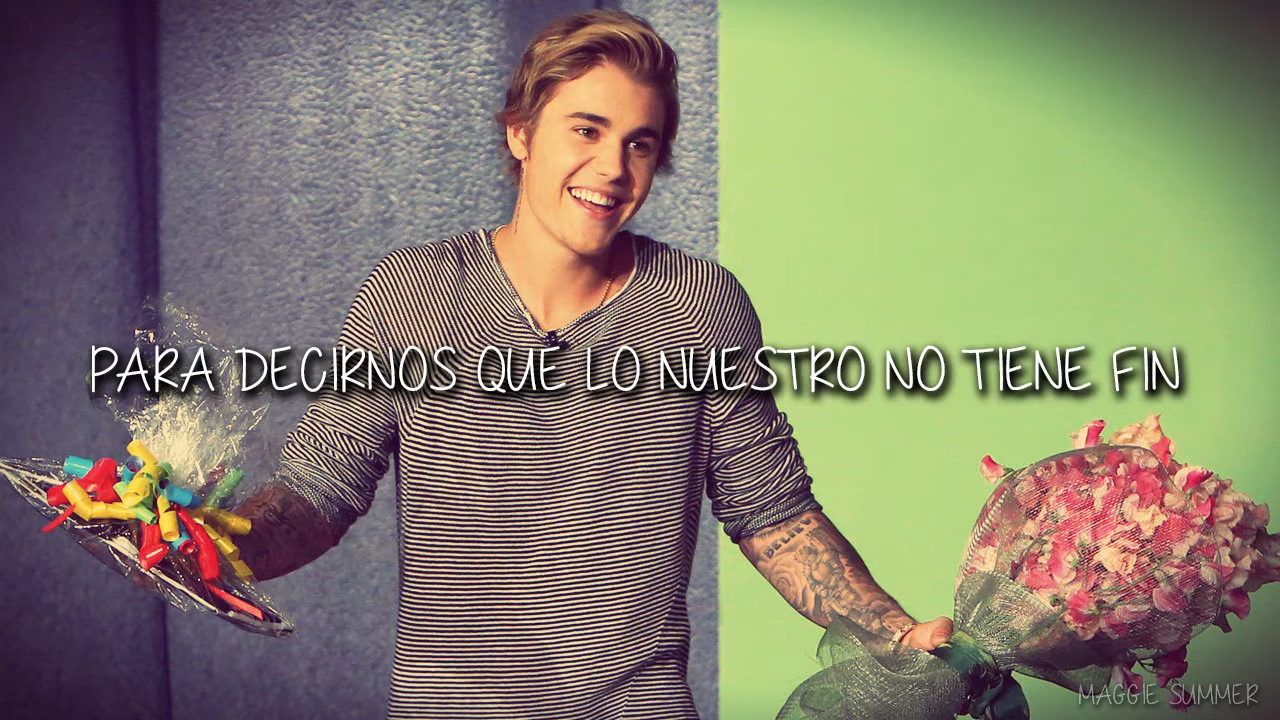 PARA DECIRNOS QUE LO NUESTRO NO TIENE FIN
MAGGIE SUMMER